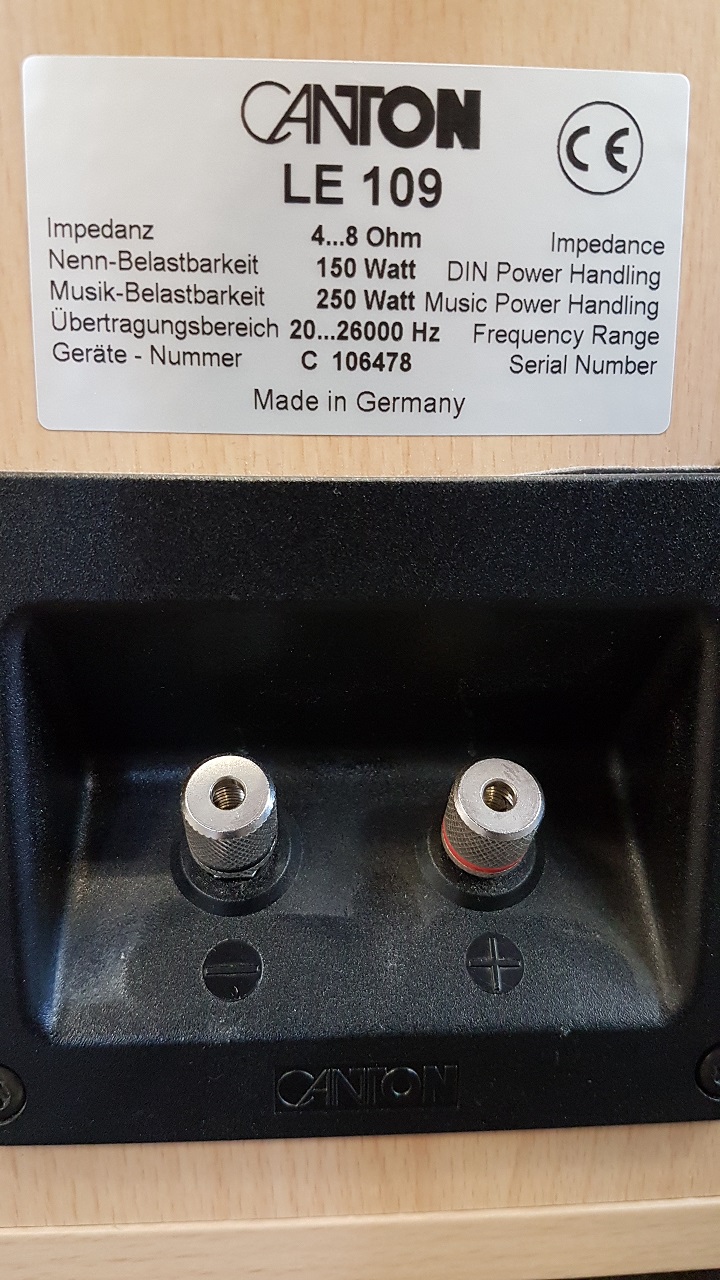 CANTON
CE
LE 109
Impedanz 4...8 Ohm Impedance
Nenn-Belastbarkeit 150 Watt DIN Power Handling
Musik-Belastbarkeit 250 Watt Music Power Handling
Übertragungsbereich 20...26000 Hz Frequency Range
Geräte - Nummer C 106478 Serial Number
Made in Germany
− +
CANTON